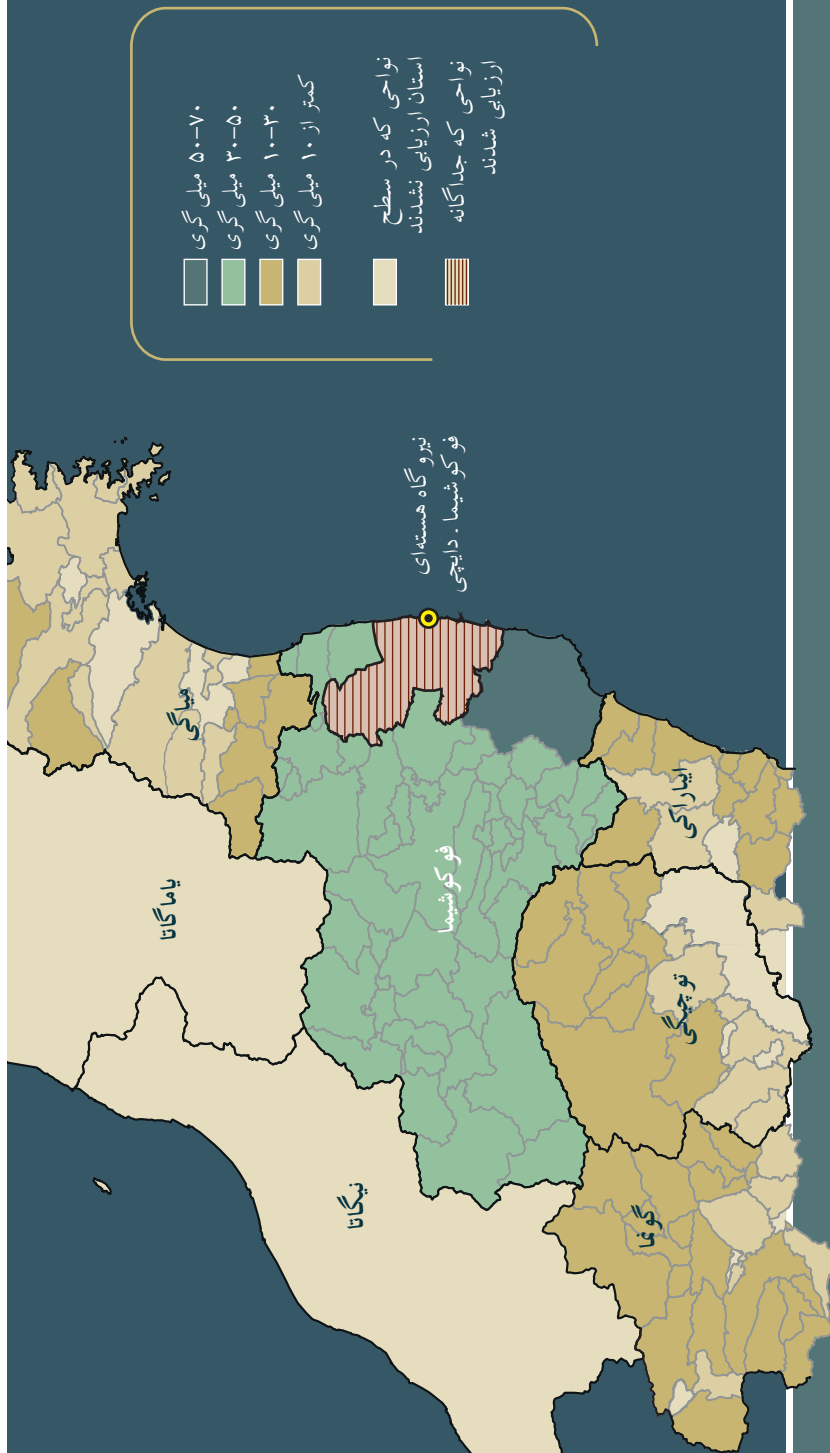 ۵۰-۷۰ میلی گری
۳۰-۵۰ میلی گری
۱۰-۳۰ میلی گری
کمتر از ۱۰ میلی گری
نواحی که در سطح
استان ارزیابی نشدند
نواحی که جداگانه
ارزیابی شدند
نیروگاه هسته‌ای
فوکوشیما . دایچی
میاگی
یاماگاتا
فوکوشیما
ایباراکی
توچیگی
نیگاتا
گونما